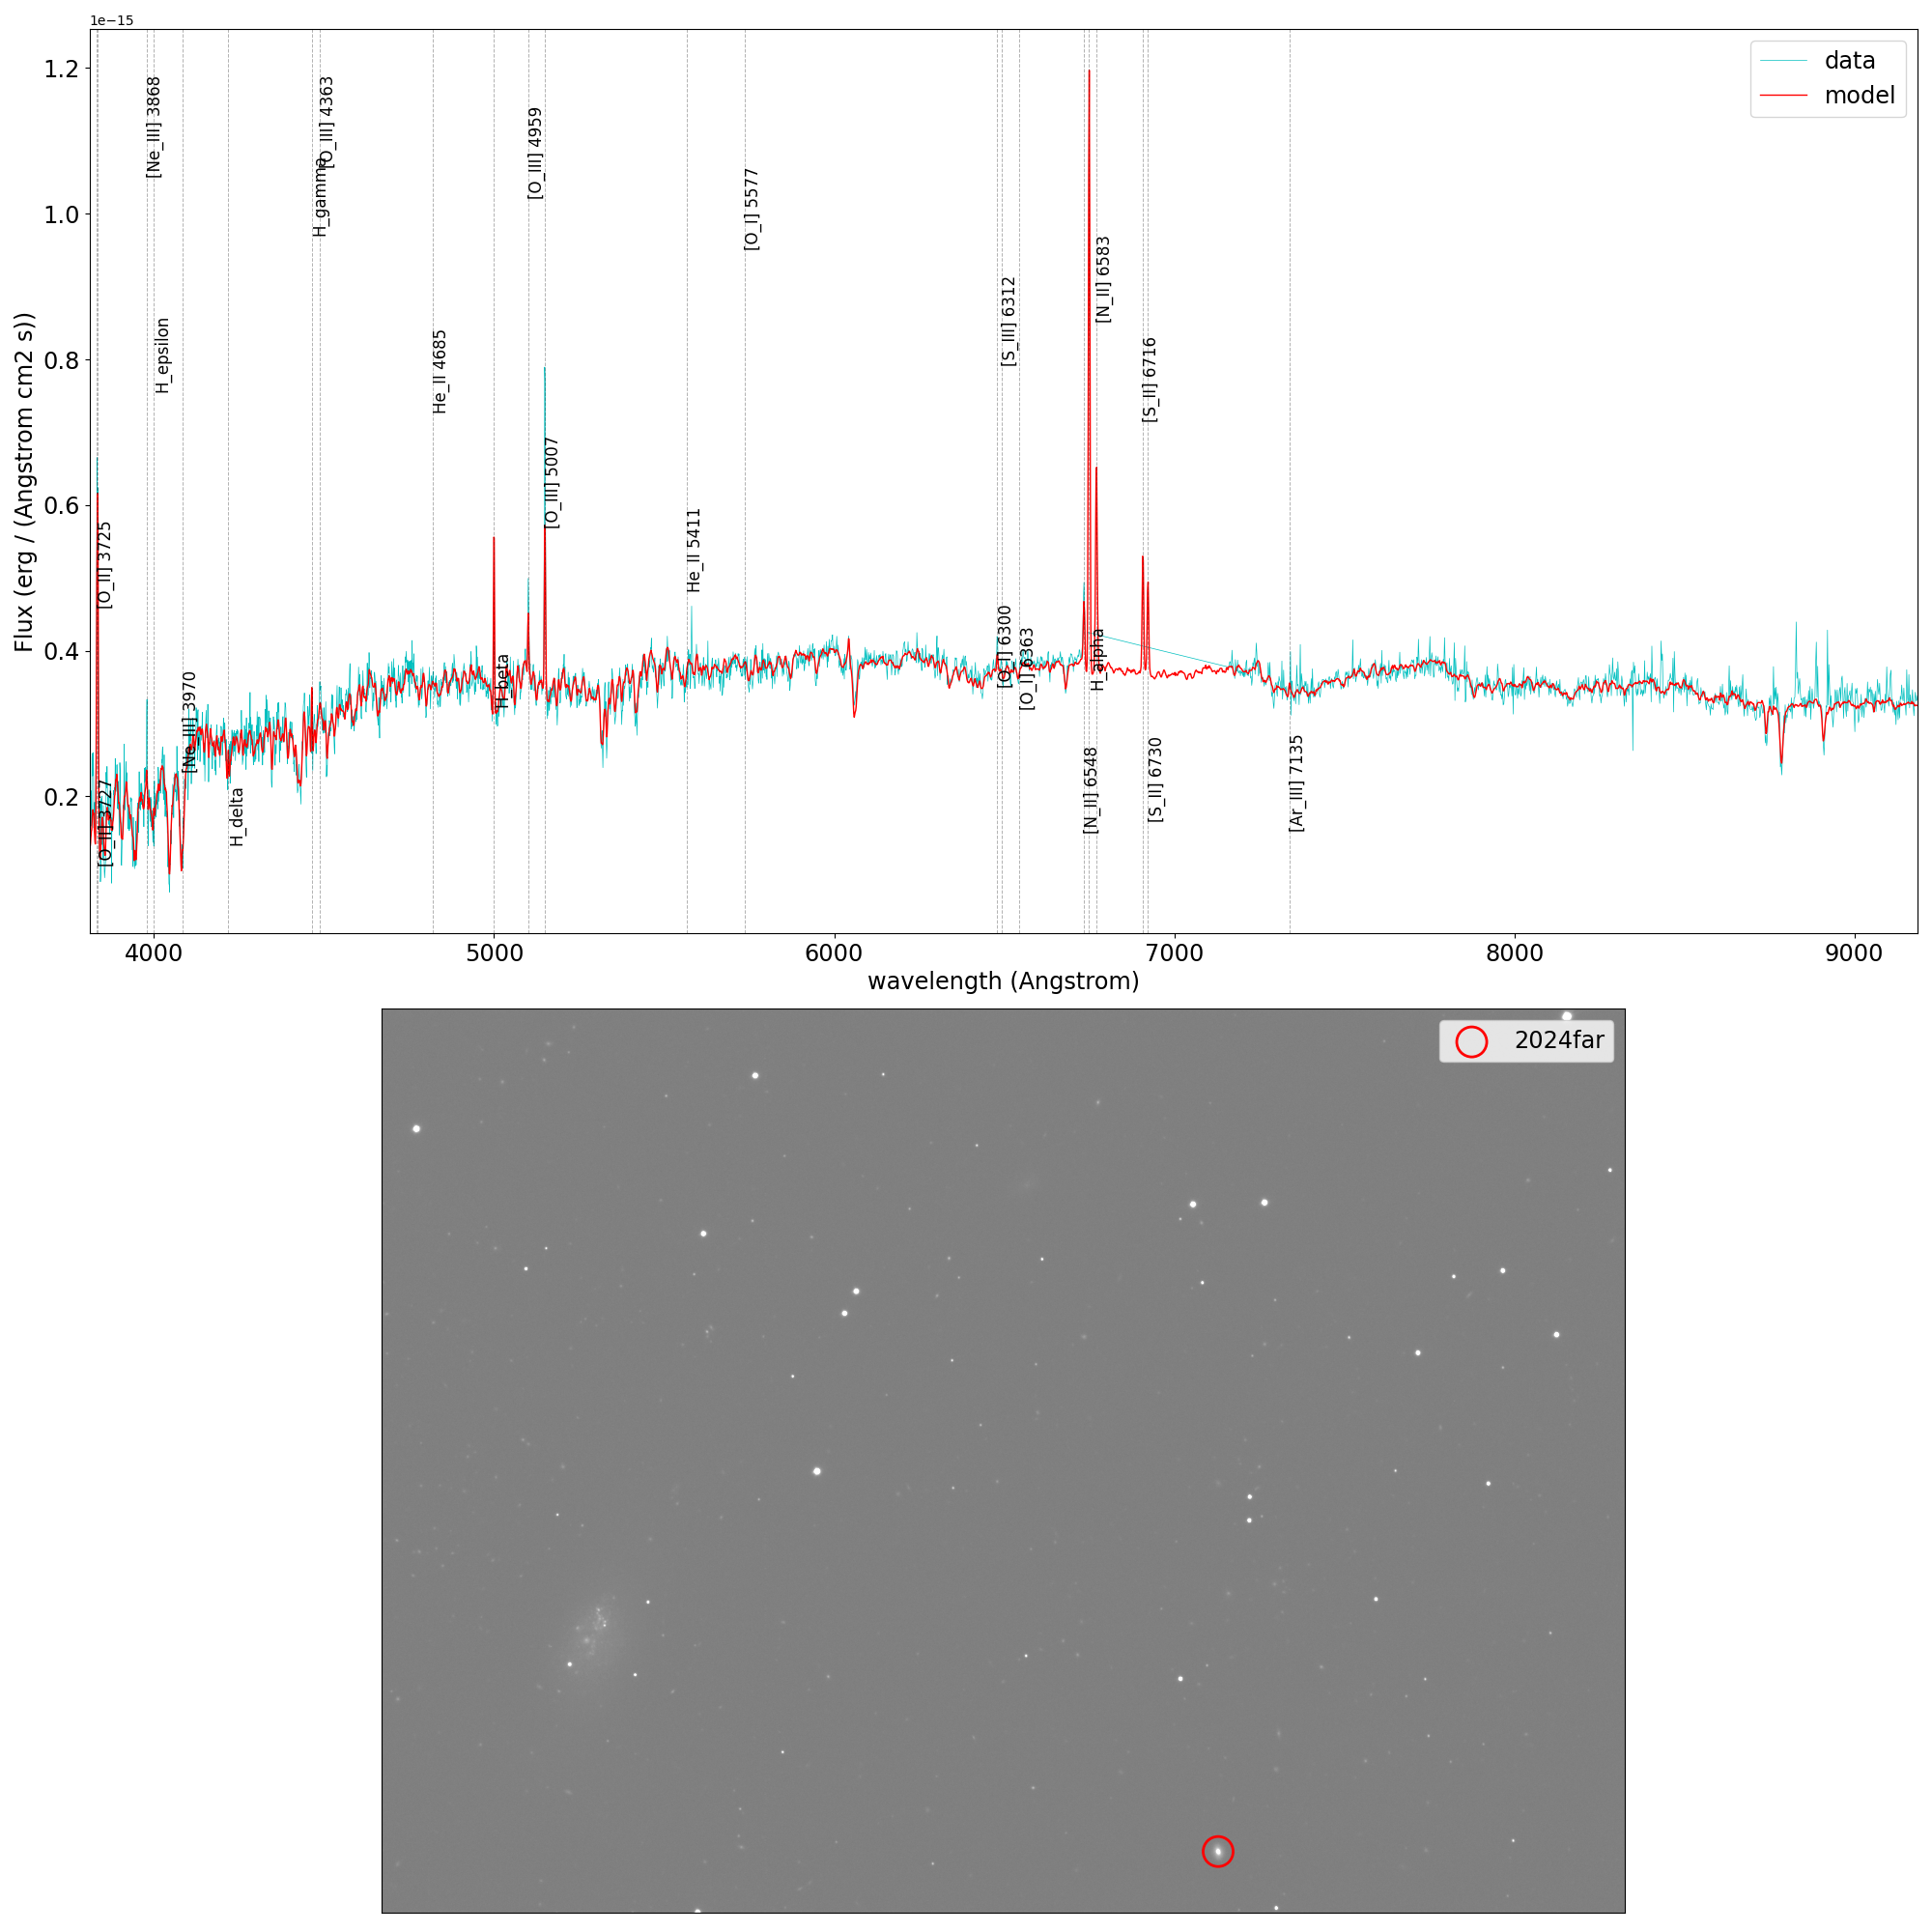 1e−15
data
model
1.2
1.0
0.8
0.6
0.4
0.2
Flux (erg / (Angstrom cm2 s))
[O_II] 3725
[O_II] 3727
[Ne_III] 3868
H_epsilon
[Ne_III] 3970
H_delta
H_gamma
[O_III] 4363
He_II 4685
H_beta
[O_III] 4959
[O_III] 5007
He_II 5411
[O_I] 5577
[O_I] 6300
[S_III] 6312
[O_I] 6363
[N_II] 6548
H_alpha
[N_II] 6583
[S_II] 6716
[S_II] 6730
[Ar_III] 7135
4000 5000 6000 7000 8000 9000
wavelength (Angstrom)
2024far